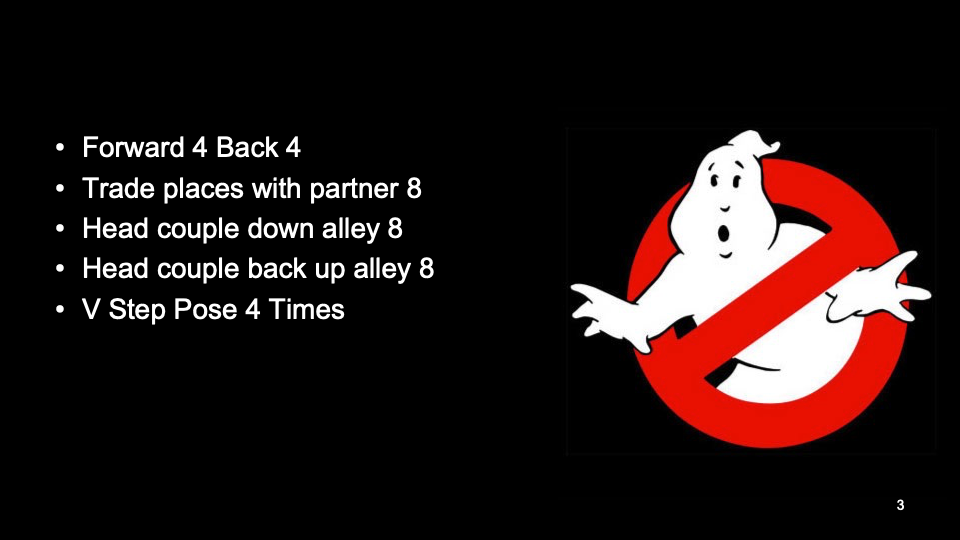 • Forward 4 Back 4
• Trade places with partner 8
• Head couple down alley 8
• Head couple back up alley 8
• V Step Pose 4 Times
3